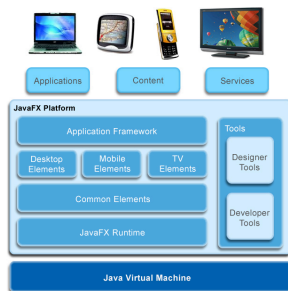 Applications
Content
Services
JavaFX Platform
Application Framework
Desktop
Elements
Mobile
Elements
TV
Elements
Common Elements
JavaFX Runtime
Tools
Designer
Tools
Developer
Tools
Java Virtual Machine